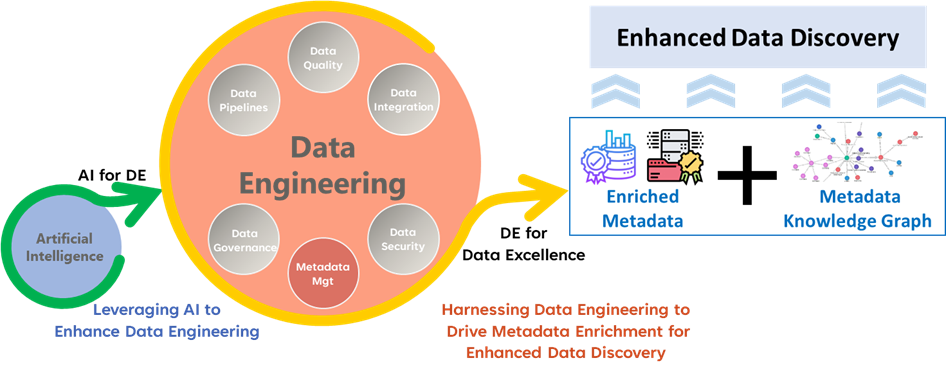 Artificial
Intelligence
AI for DE
Leveraging AI to
Enhance Data Engineering
Data
Quality
Data
Pipelines
Data
Integration
Data
Engineering
Data
Governance
Data
Security
Metadata
Mgt
DE for
Data Excellence
Harnessing Data Engineering to
Drive Metadata Enrichment for
Enhanced Data Discovery
Enhanced Data Discovery
Enriched
Metadata
Metadata
Knowledge Graph